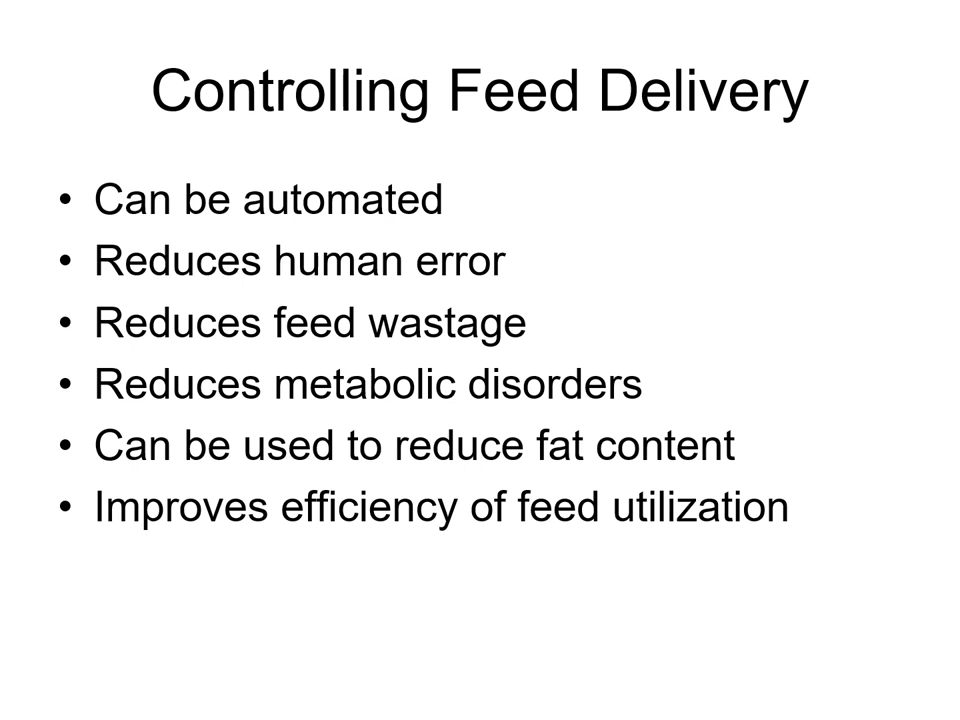 Controlling Feed Delivery
• Can be automated
• Reduces human error
• Reduces feed wastage
• Reduces metabolic disorders
• Can be used to reduce fat content
• Improves efficiency of feed utilization